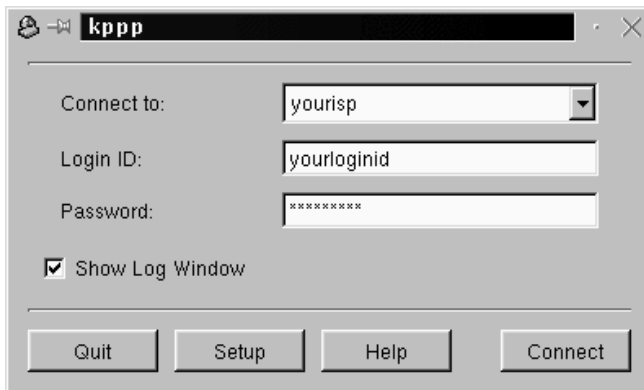 kppp
Connect to: yourisp
Login ID: yourloginid
Password: *********
Show Log Window
Quit Setup Help Connect